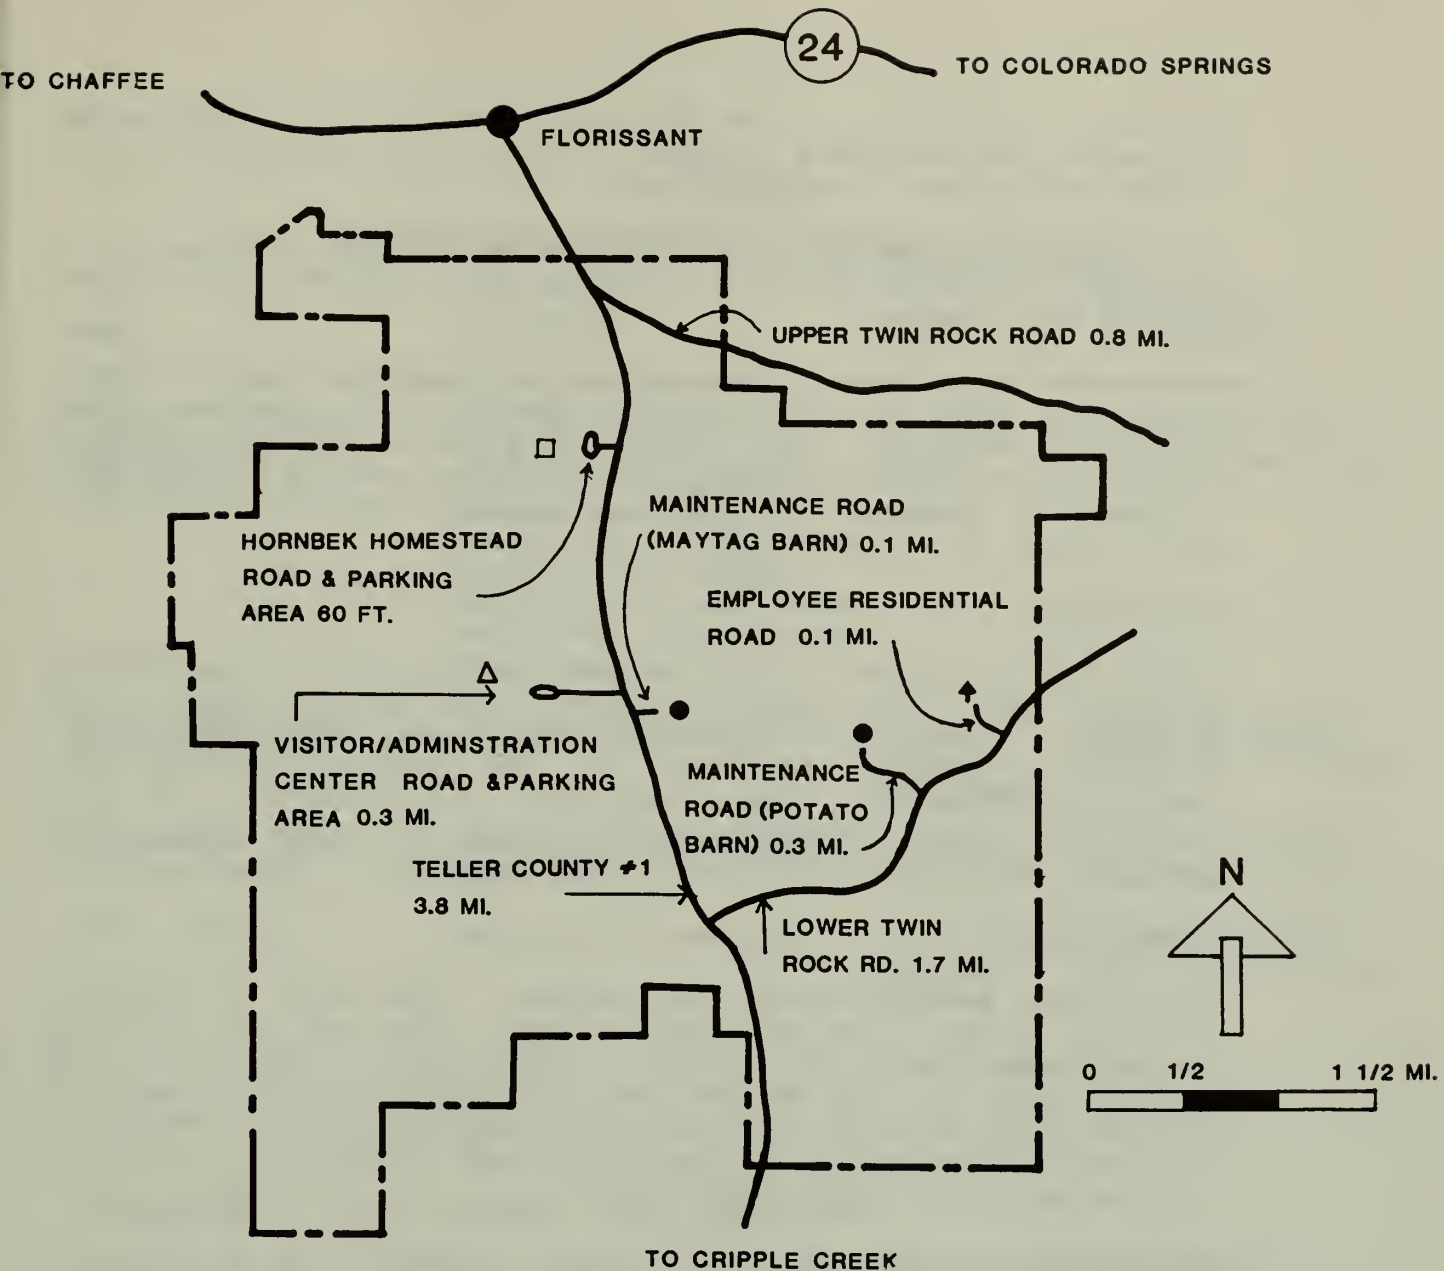 24
TO COLORADO SPRINGS
TO CHAFFEE
FLORISSANT
UPPER TWIN ROCK ROAD 0.8 MI.
MAINTENANCE ROAD
(MAYTAG BARN) 0.1 MI.
HORNBEK HOMESTEAD
ROAD & PARKING
AREA 60 FT.
EMPLOYEE RESIDENTIAL
ROAD 0.1 MI.
VISITOR/ADMINSTRATION
CENTER ROAD &PARKING
AREA 0.3 MI.
MAINTENANCE
ROAD (POTATO
BARN) 0.3 MI.
TELLER COUNTY #1
3.8 MI.
LOWER TWIN
ROCK RD. 1.7 MI.
N
0 1/2 1 1/2 MI.
TO CRIPPLE CREEK